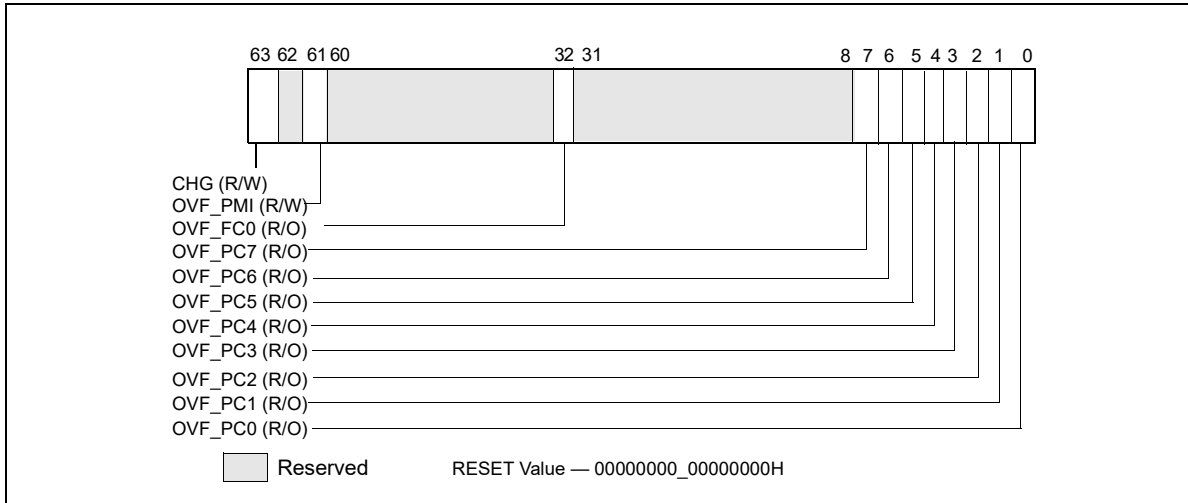 63 62 61 60 32 31 8 7 6 5 4 3 2 1 0
CHG (R/W)
OVF_PMI (R/W)
OVF_FC0 (R/O)
OVF_PC7 (R/O)
OVF_PC6 (R/O)
OVF_PC5 (R/O)
OVF_PC4 (R/O)
OVF_PC3 (R/O)
OVF_PC2 (R/O)
OVF_PC1 (R/O)
OVF_PC0 (R/O)
Reserved RESET Value — 00000000_00000000H